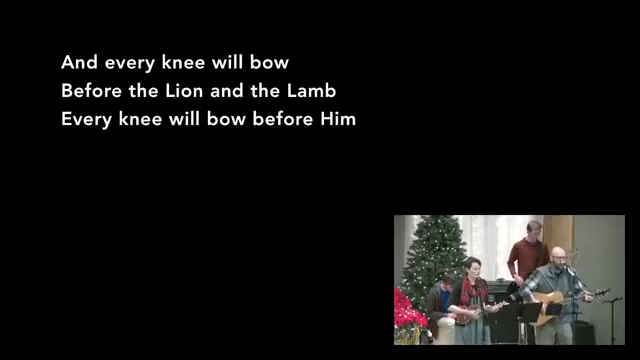 And every knee will bow
Before the Lion and the Lamb
Every knee will bow before Him